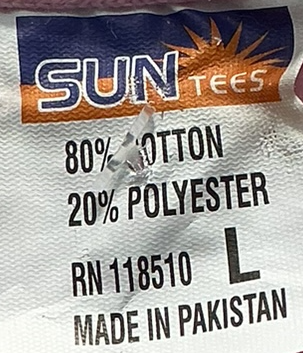 SUN TEES
80% COTTON
20% POLYESTER
RN 118510 L
MADE IN PAKISTAN